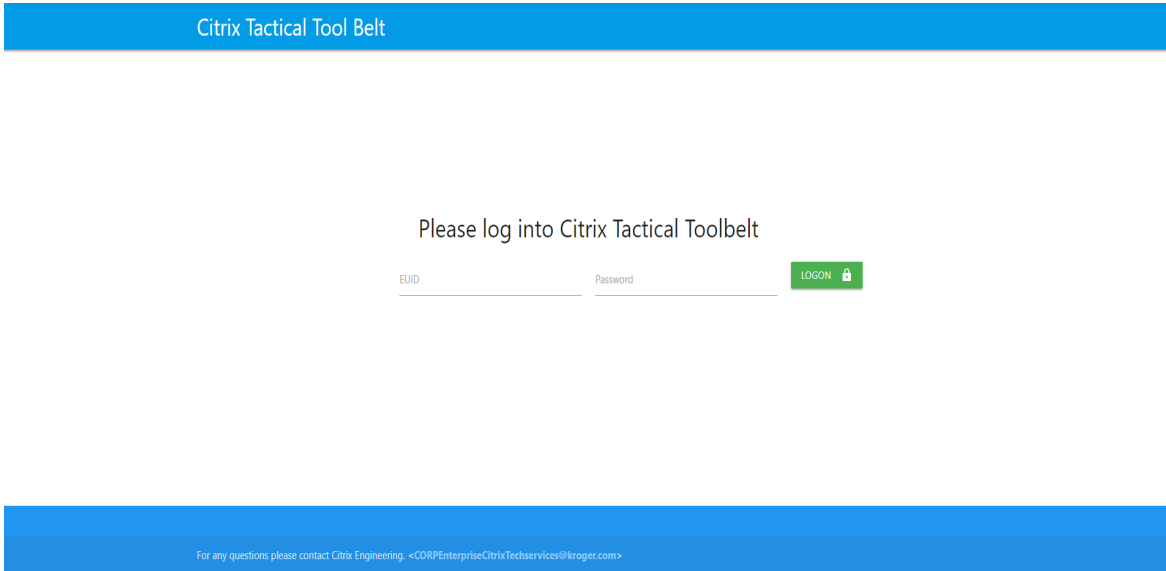 Citrix Tactical Tool Belt
Please log into Citrix Tactical Toolbelt
EUID Password LOGON
For any questions please contact Citrix Engineering. <CORPEnterpriseCitrixTechservices@kroger.com>